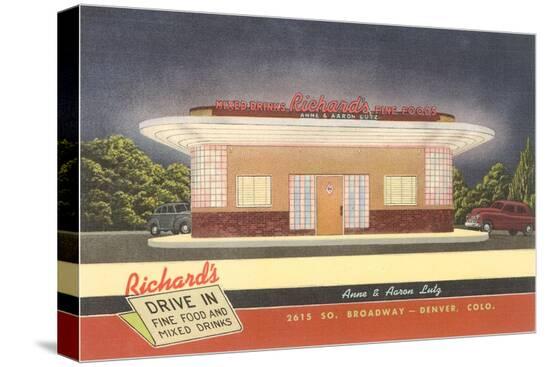 MIXED DRINKS Richard's FINE FOODS
ANNE & AARON LUTZ
Richard's
DRIVE IN
FINE FOOD AND
MIXED DRINKS
Anne & Aaron Lutz
2615 SO. BROADWAY — DENVER, COLO.